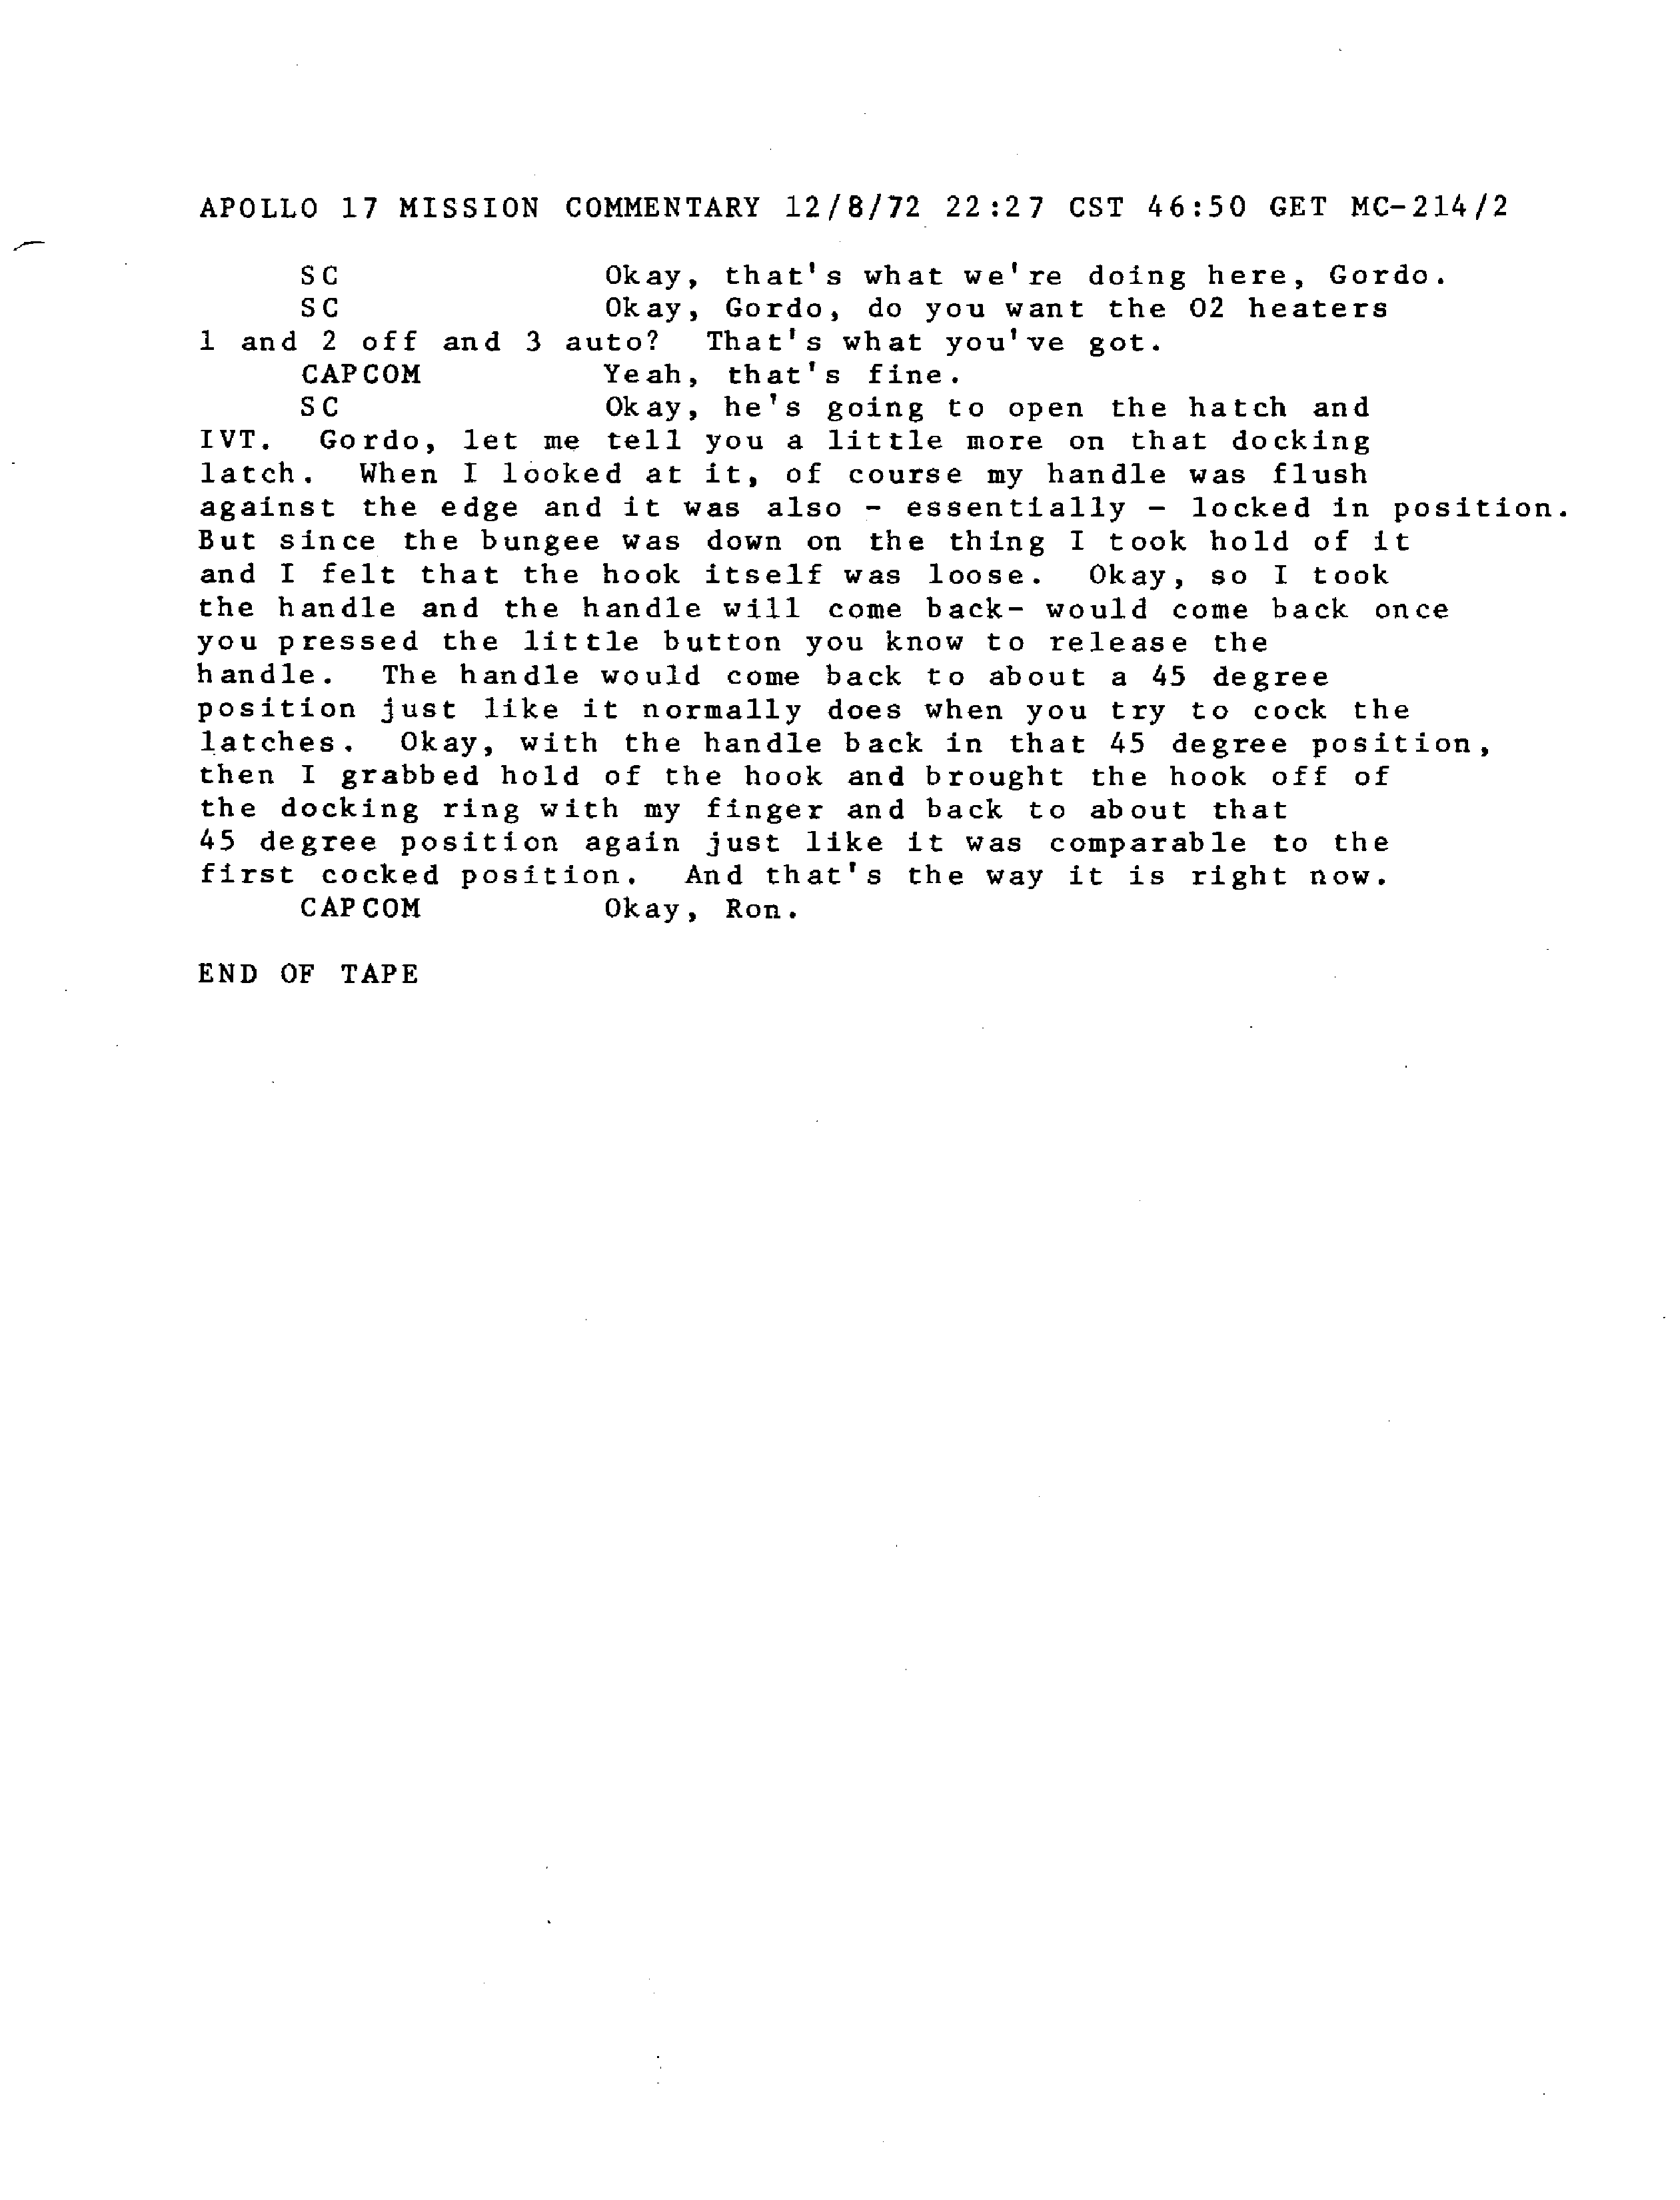 APOLLO 17 MISSION COMMENTARY 12/8/72 22:27 CST 46:50 GET MC-214/2
SC Okay, that's what we're doing here, Gordo.
SC Okay, Gordo, do you want the O2 heaters
1 and 2 off and 3 auto? That's what you've got.
CAPCOM Yeah, that's fine.
SC Okay, he's going to open the hatch and
IVT. Gordo, let me tell you a little more on that docking
latch. When I looked at it, of course my handle was flush
against the edge and it was also - essentially - locked in position.
But since the bungee was down on the thing I took hold of it
and I felt that the hook itself was loose. Okay, so I took
the handle and the handle will come back- would come back once
you pressed the little button you know to release the
handle. The handle would come back to about a 45 degree
position just like it normally does when you try to cock the
latches. Okay, with the handle back in that 45 degree position,
then I grabbed hold of the hook and brought the hook off of
the docking ring with my finger and back to about that
45 degree position again just like it was comparable to the
first cocked position. And that's the way it is right now.
CAPCOM Okay, Ron.
END OF TAPE